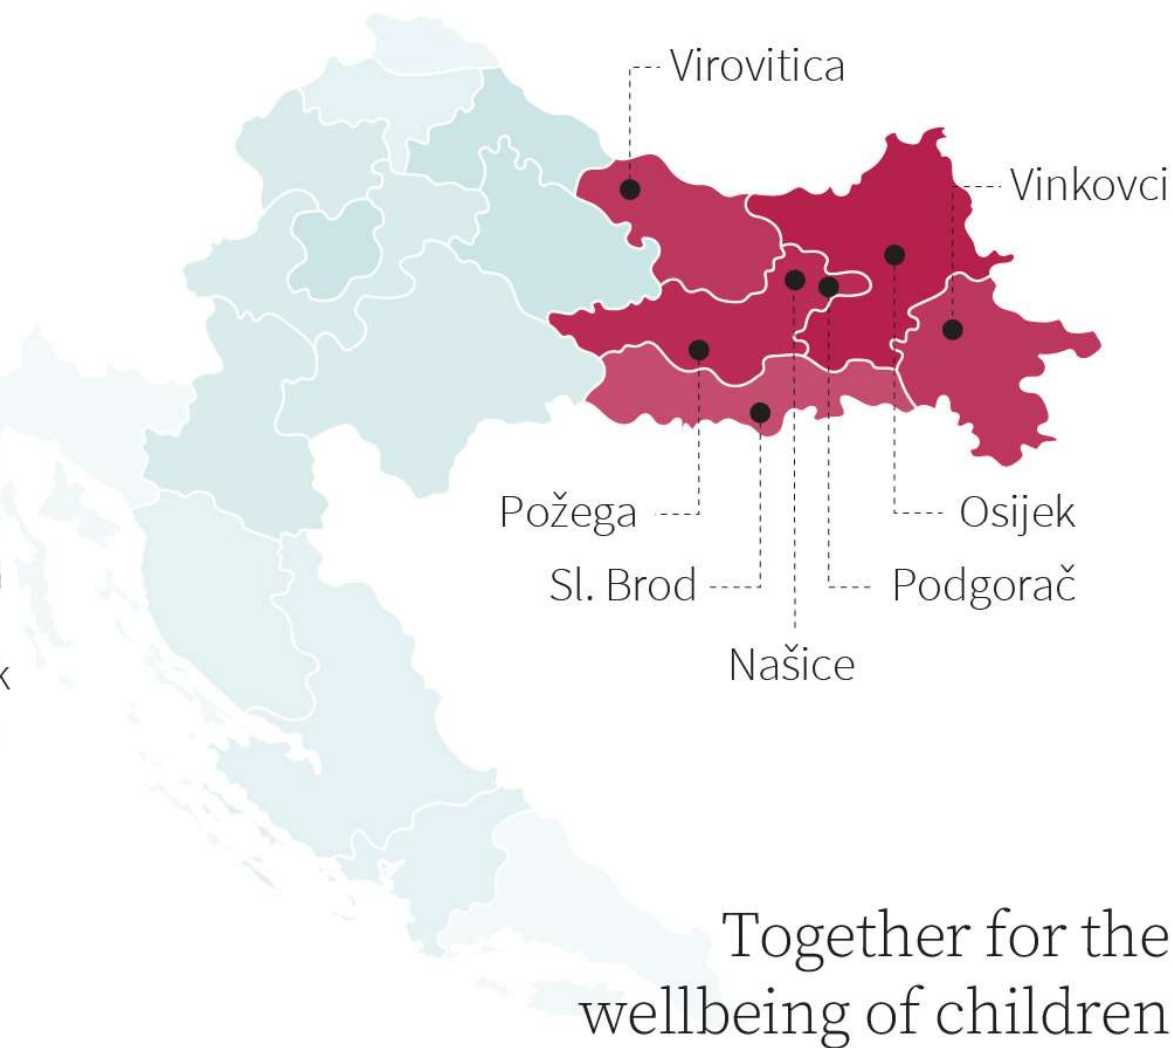 Virovitica
Vinkovci
Požega
Osijek
Sl. Brod
Podgorač
Našice
Together for the
wellbeing of children